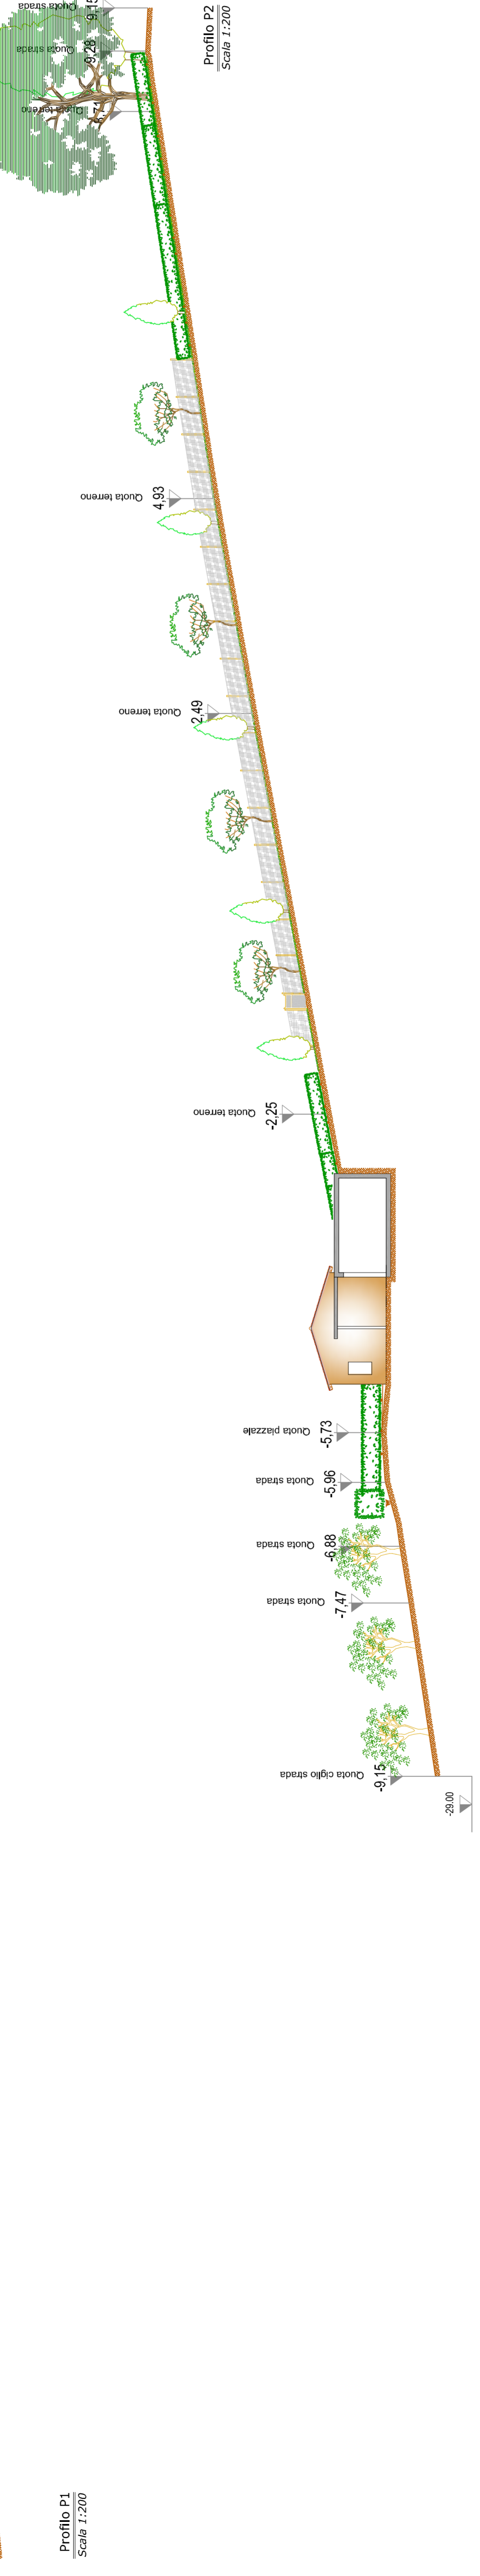 Quota strada
9,15
Quota strada
9,28
Quota terreno
8,71
Profilo P2
Scala 1:200
Quota terreno
4,93
Quota terreno
2,49
Quota terreno
-2,25
Quota piazzale
-5,73
Quota strada
-5,96
Quota strada
-6,88
Quota strada
-7,47
Quota ciglio strada
-9,15
-29.00
Profilo P1
Scala 1:200